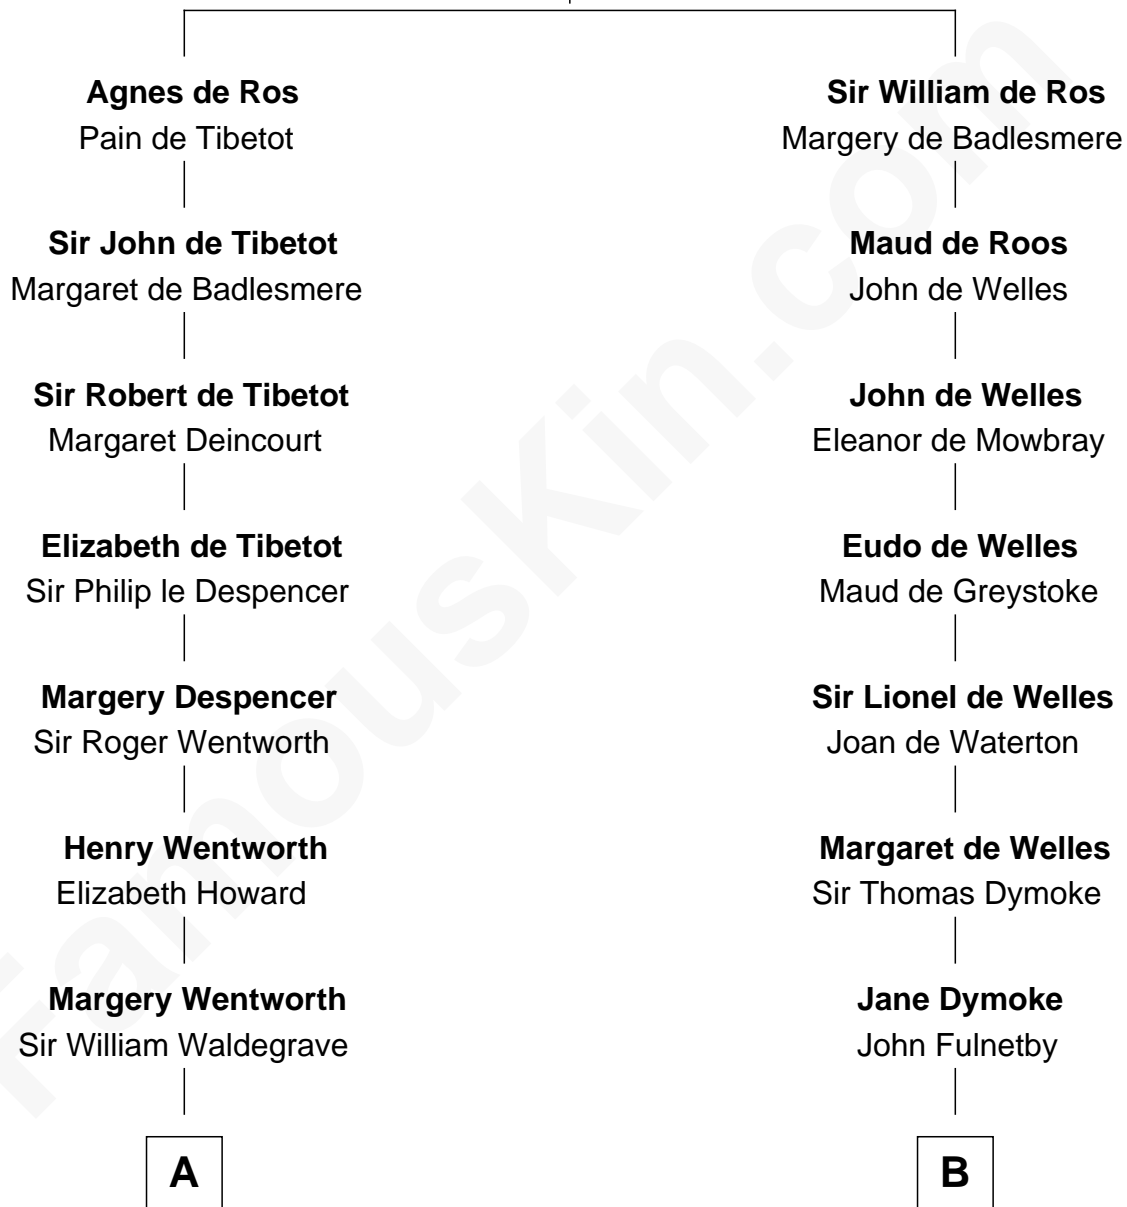 Agnes de Ros
Pain de Tibetot
Sir John de Tibetot
Margaret de Badlesmere
Sir Robert de Tibetot
Margaret Deincourt
Elizabeth de Tibetot
Sir Philip le Despencer
Margery Despencer
Sir Roger Wentworth
Henry Wentworth
Elizabeth Howard
Margery Wentworth
Sir William Waldegrave
A
Sir William de Ros
Margery de Badlesmere
Maud de Roos
John de Welles
John de Welles
Eleanor de Mowbray
Eudo de Welles
Maud de Greystoke
Sir Lionel de Welles
Joan de Waterton
Margaret de Welles
Sir Thomas Dymoke
Jane Dymoke
John Fulnetby
B
FamousKin.com